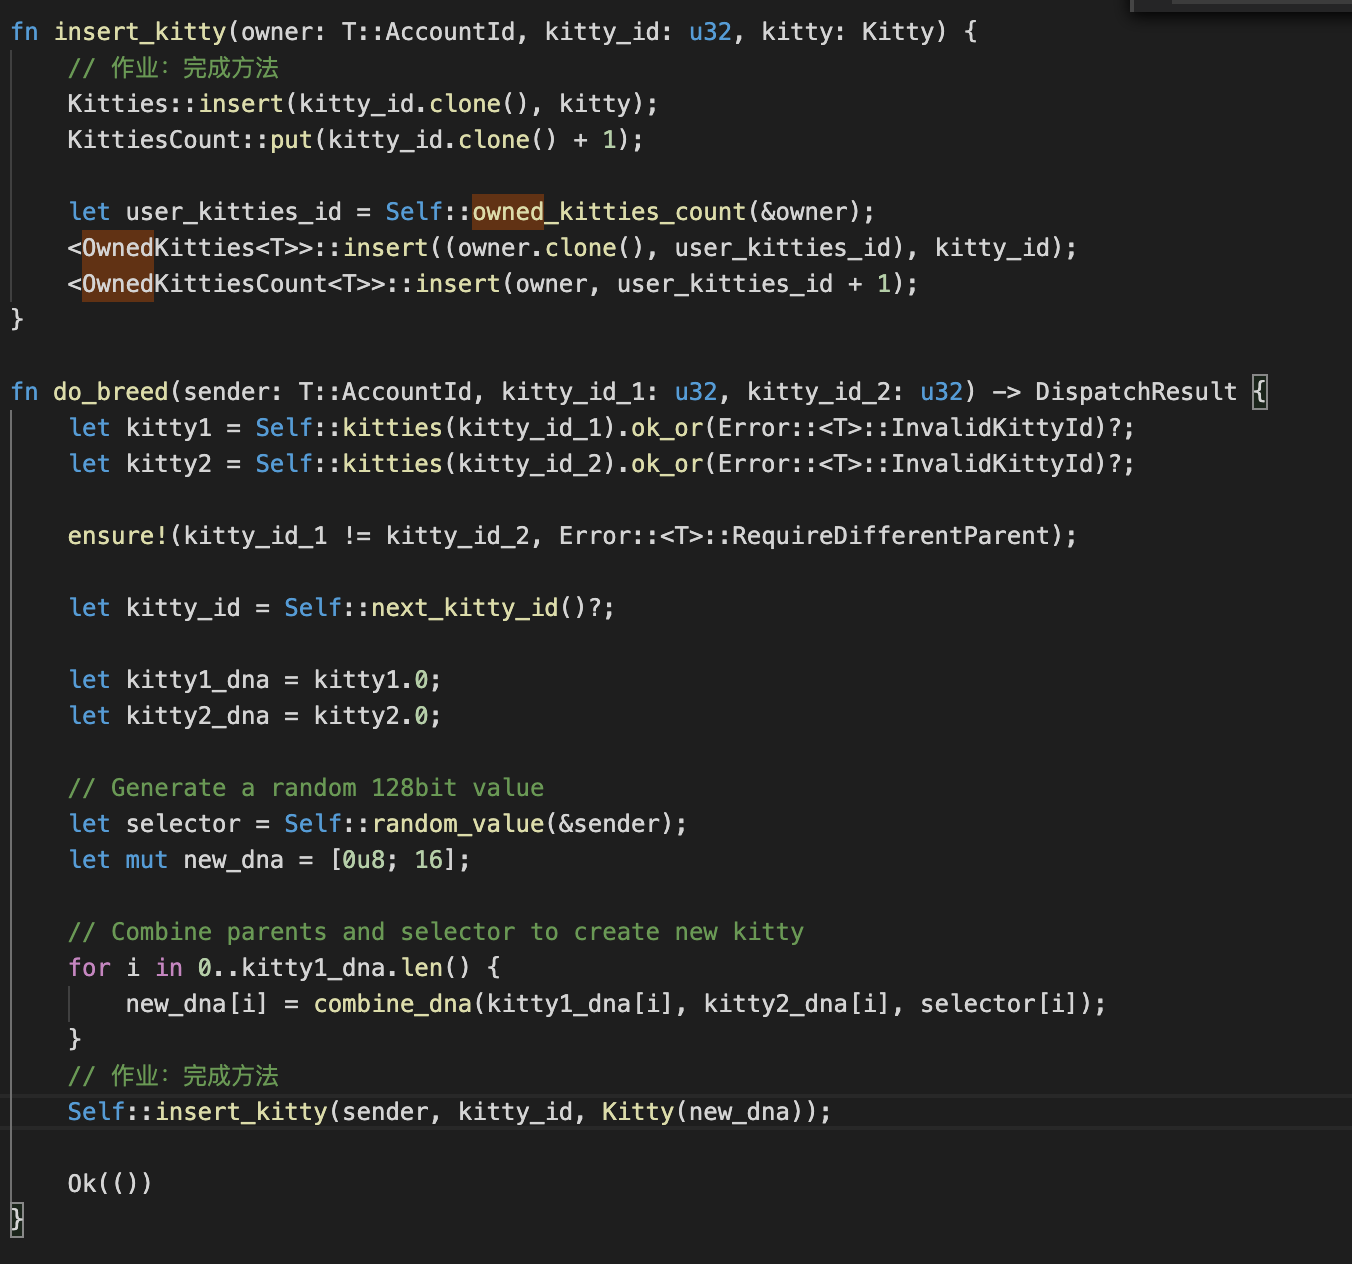 fn insert_kitty(owner: T::AccountId, kitty_id: u32, kitty: Kitty) {
// 作业：完成方法
Kitties::insert(kitty_id.clone(), kitty);
KittiesCount::put(kitty_id.clone() + 1);
let user_kitties_id = Self::owned_kitties_count(&owner);
<OwnedKitties<T>>::insert((owner.clone(), user_kitties_id), kitty_id);
<OwnedKittiesCount<T>>::insert(owner, user_kitties_id + 1);
}
fn do_breed(sender: T::AccountId, kitty_id_1: u32, kitty_id_2: u32) -> DispatchResult {
let kitty1 = Self::kitties(kitty_id_1).ok_or(Error::<T>::InvalidKittyId)?;
let kitty2 = Self::kitties(kitty_id_2).ok_or(Error::<T>::InvalidKittyId)?;
ensure!(kitty_id_1 != kitty_id_2, Error::<T>::RequireDifferentParent);
let kitty_id = Self::next_kitty_id()?;
let kitty1_dna = kitty1.0;
let kitty2_dna = kitty2.0;
// Generate a random 128bit value
let selector = Self::random_value(&sender);
let mut new_dna = [0u8; 16];
// Combine parents and selector to create new kitty
for i in 0..kitty1_dna.len() {
new_dna[i] = combine_dna(kitty1_dna[i], kitty2_dna[i], selector[i]);
}
// 作业：完成方法
Self::insert_kitty(sender, kitty_id, Kitty(new_dna));
Ok(())
}